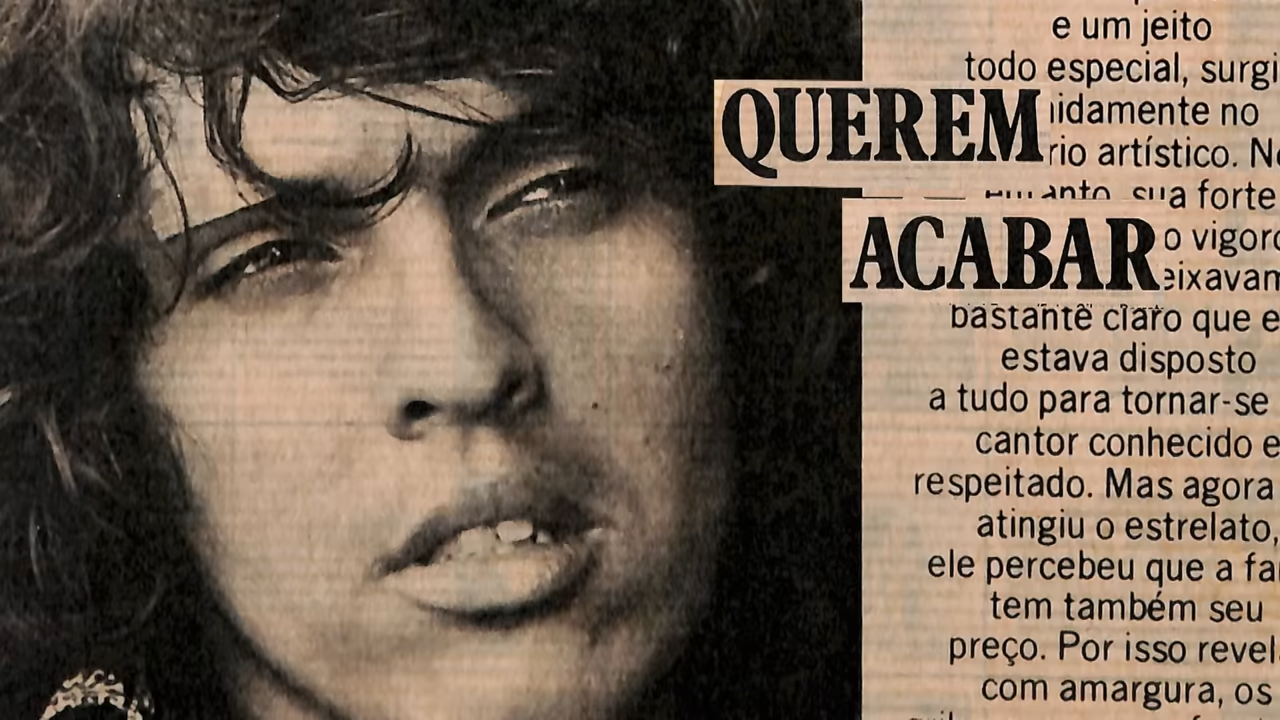 QUEREM
ACABAR
e um jeito
todo especial, surgi
idamente no
rio artístico. No
sua forte
o vigoro
eixavam
bastante claro que e
estava disposto
a tudo para tornar-se
cantor conhecido e
respeitado. Mas agora
atingiu o estrelato,
ele percebeu que a fa
tem também seu
preço. Por isso revel
com amargura, os